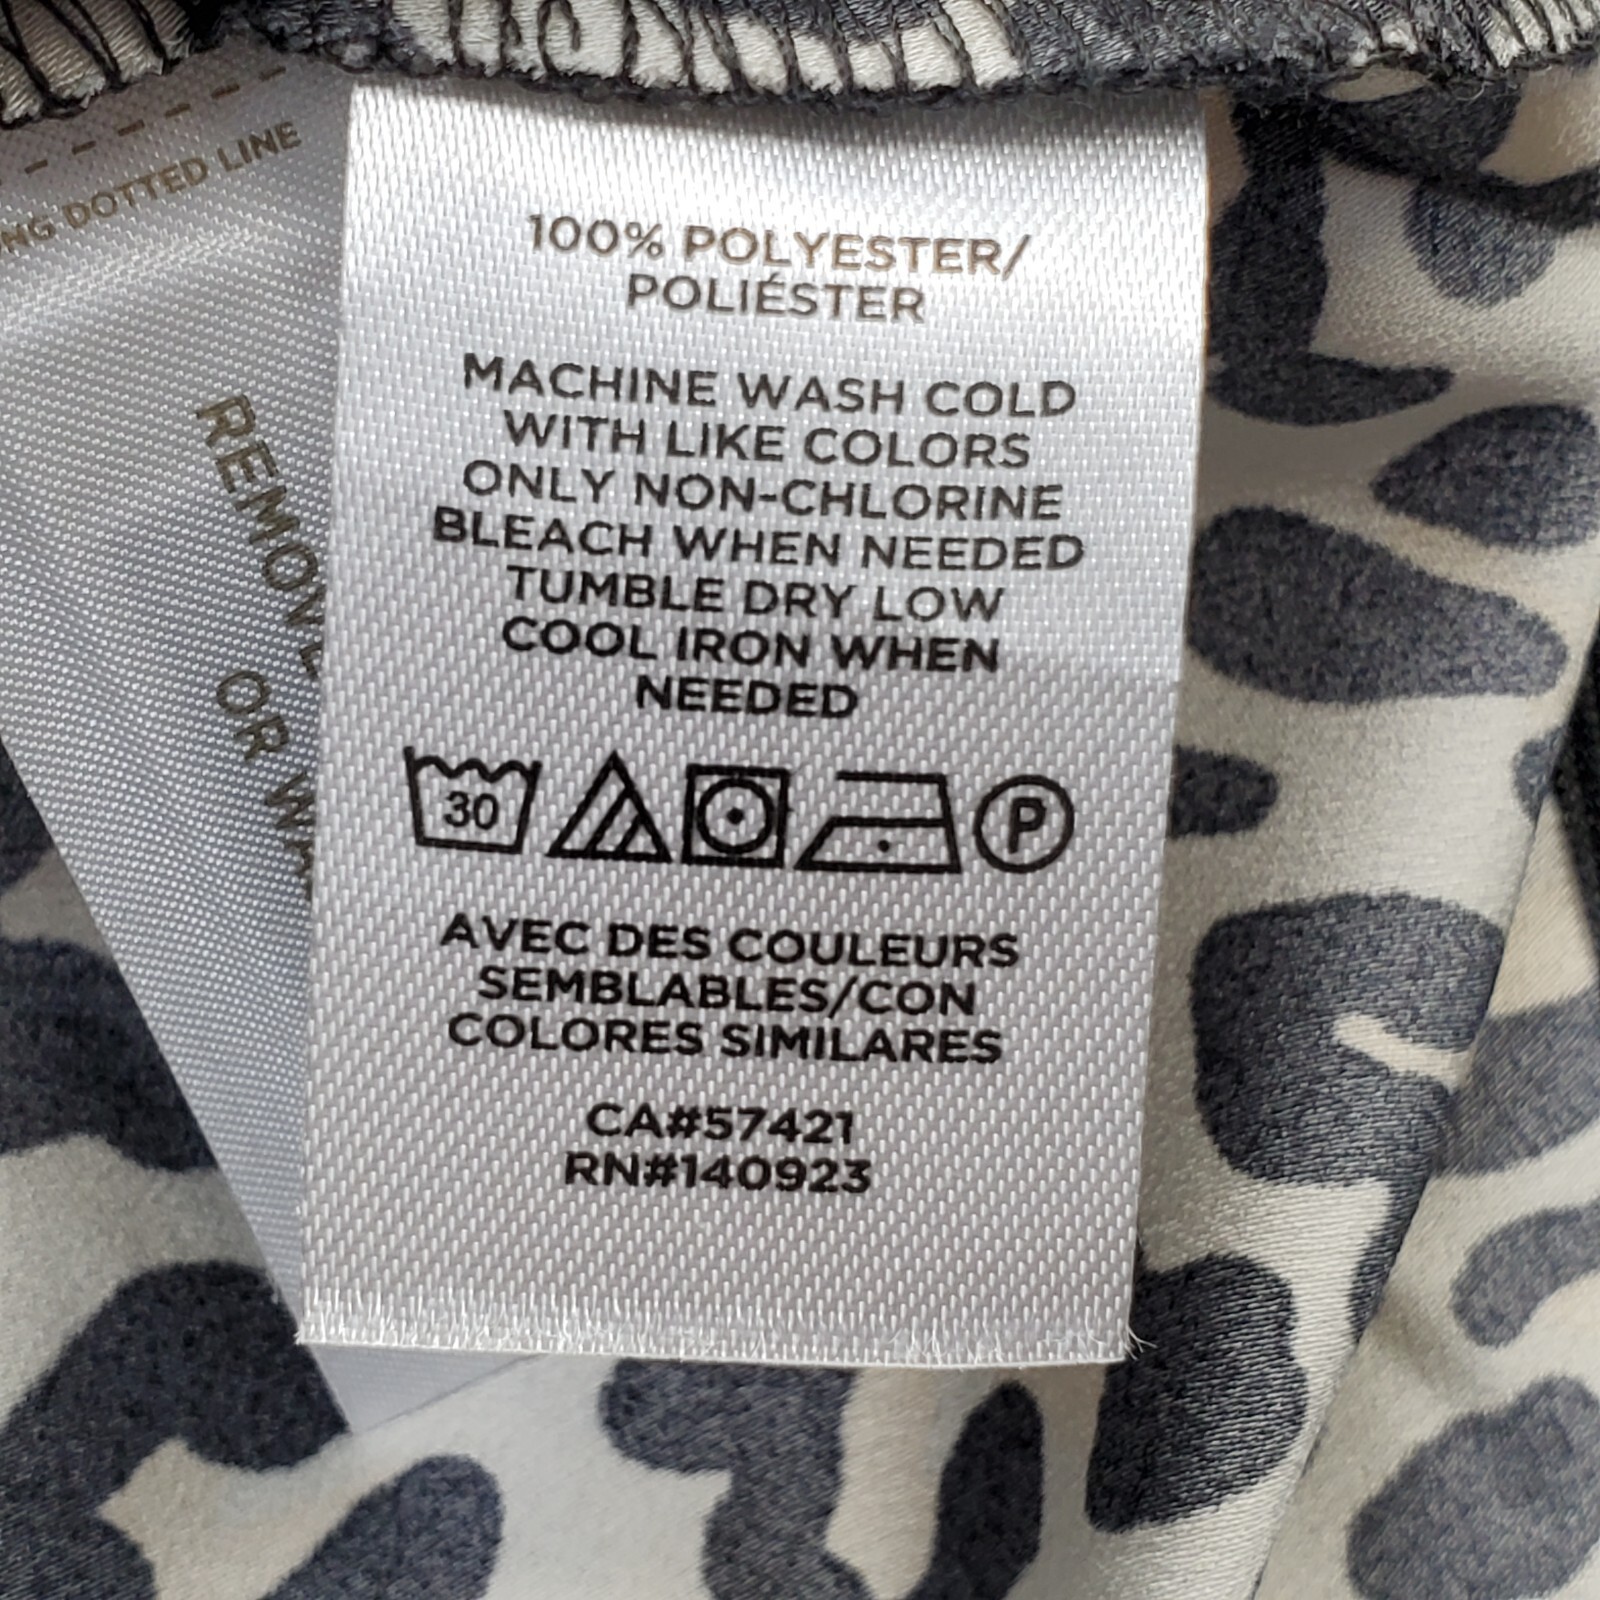 DOTTED LINE
REMOVE
OR
100% POLYESTER/
POLIÉSTER
MACHINE WASH COLD
WITH LIKE COLORS
ONLY NON-CHLORINE
BLEACH WHEN NEEDED
TUMBLE DRY LOW
COOL IRON WHEN
NEEDED
30 P
AVEC DES COULEURS
SEMBLABLES/CON
COLORES SIMILARES
CA#57421
RN#140923